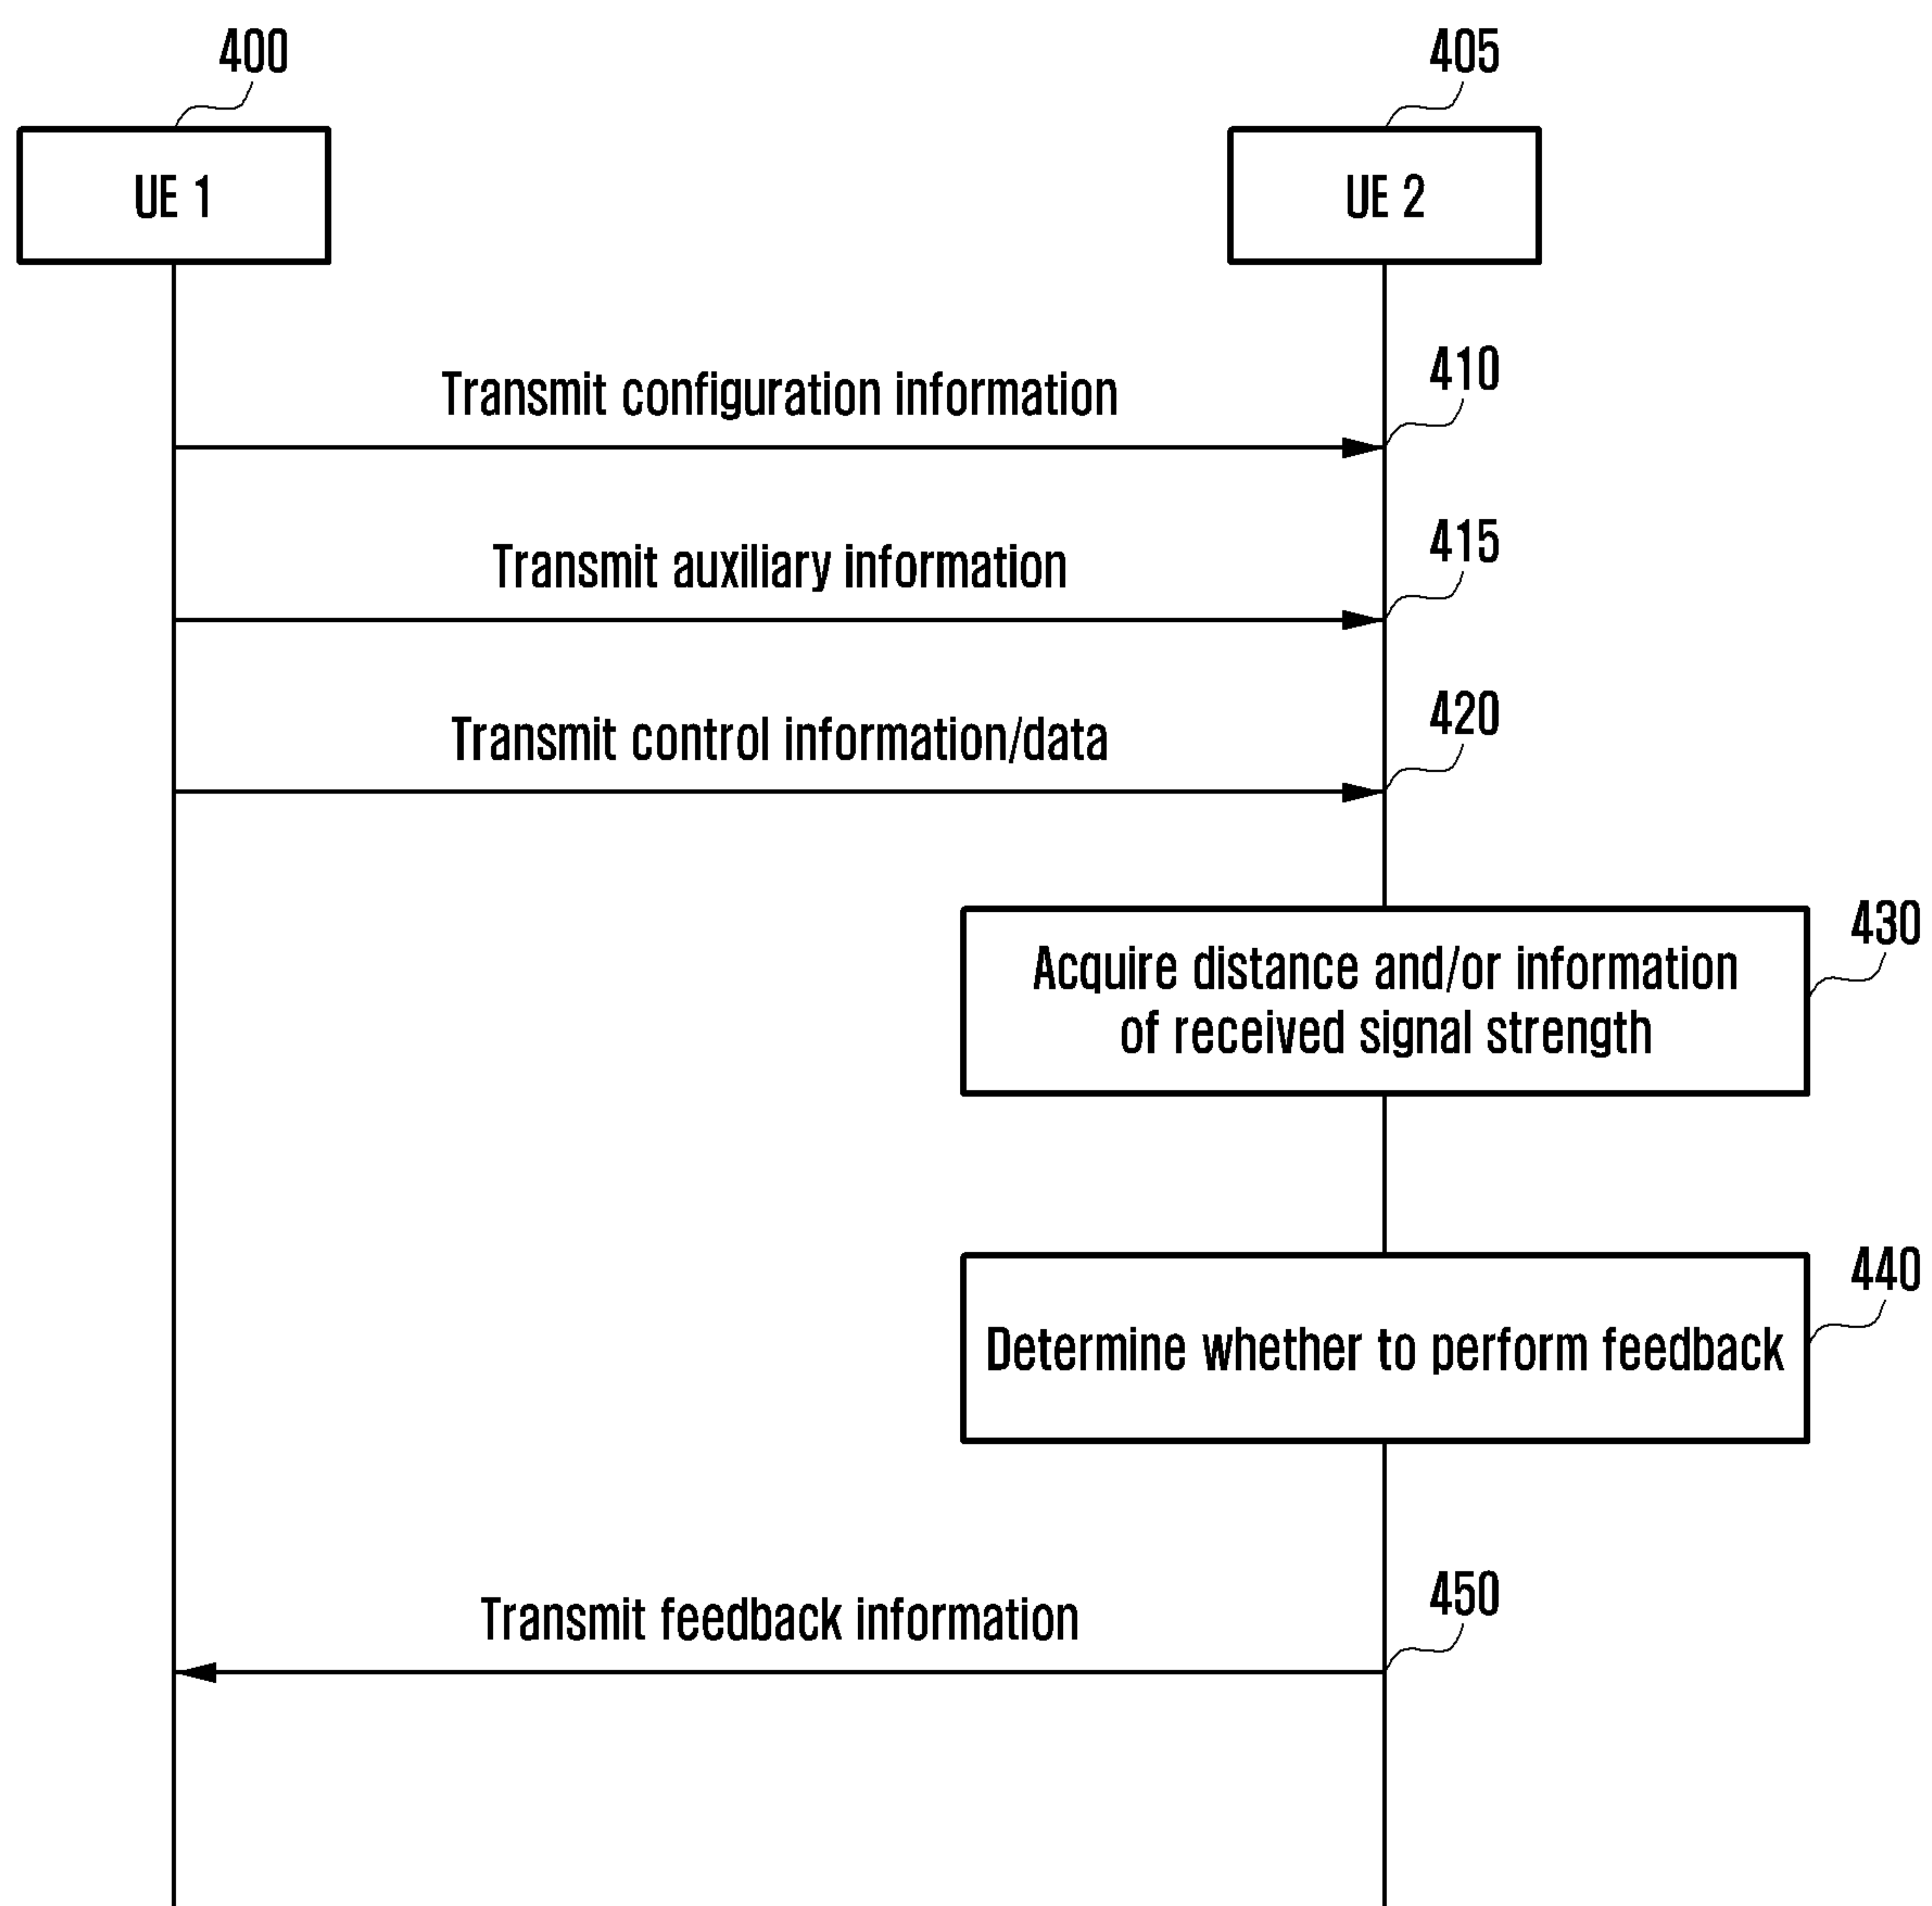 400
405
UE 1
UE 2
410
Transmit configuration information
415
Transmit auxiliary information
420
Transmit control information/data
430
Acquire distance and/or information
of received signal strength
440
Determine whether to perform feedback
450
Transmit feedback information